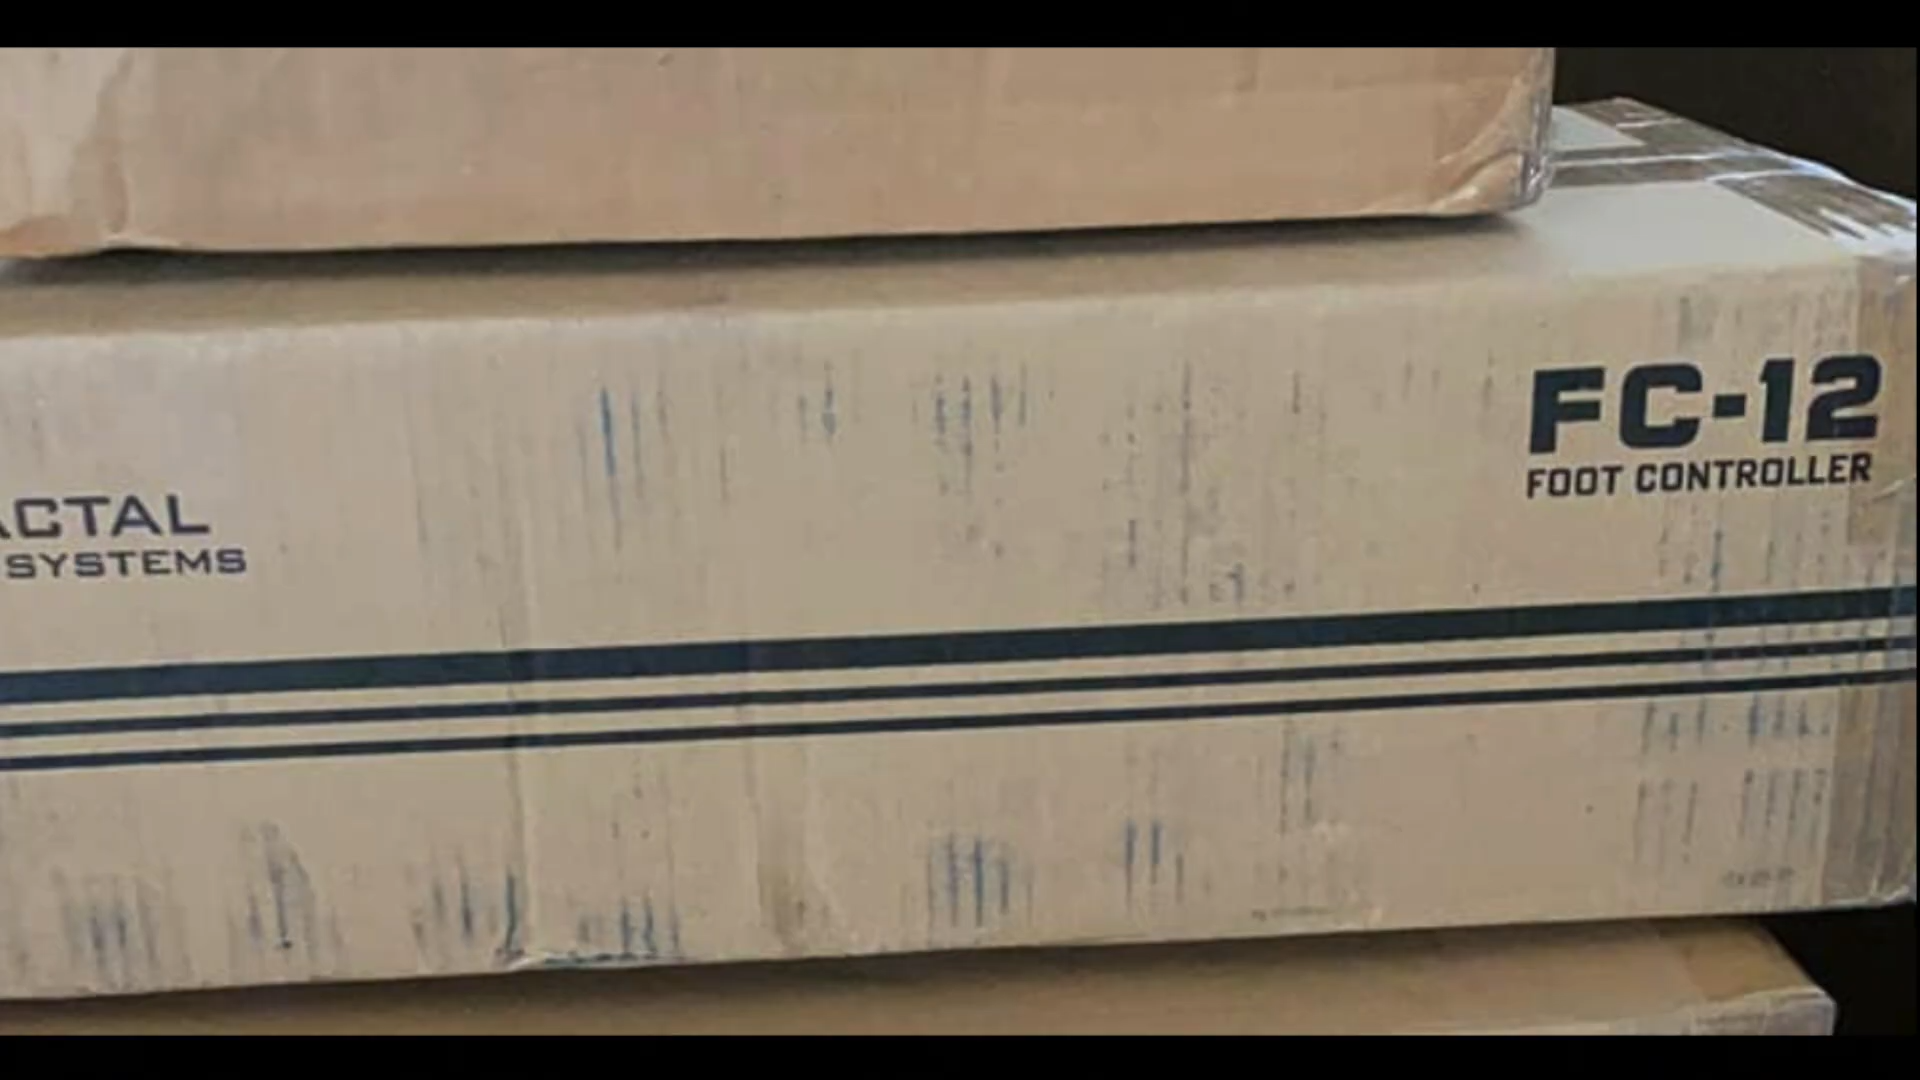 ACTAL
SYSTEMS
FC-12
FOOT CONTROLLER